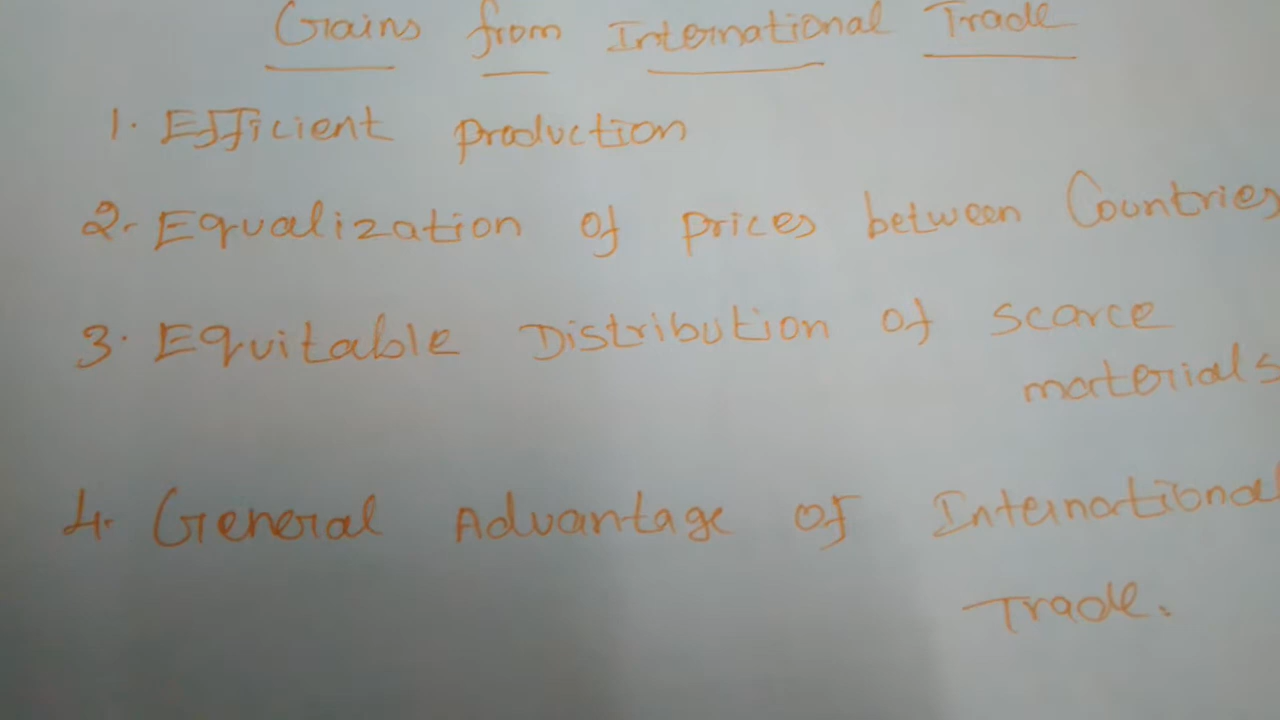 Gains from International Trade
1. Efficient production
2. Equalization of prices between Countries
3. Equitable Distribution of scarce
materials
4. General Advantage of International
Trade.